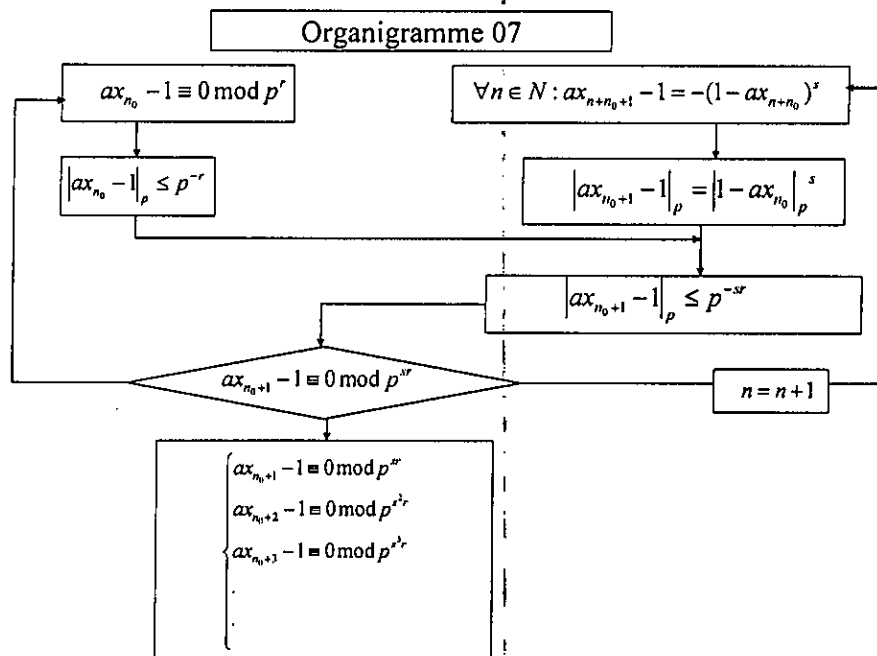 Organigramme 07
ax_{n_0} − 1 ≡ 0 mod p^r
∀n ∈ N : ax_{n+n_0+1} − 1 = −(1 − ax_{n+n_0})^s
|ax_{n_0} − 1|_p ≤ p^{−r}
|ax_{n_0+1} − 1|_p = |1 − ax_{n_0}|_p^s
|ax_{n_0+1} − 1|_p ≤ p^{−sr}
ax_{n_0+1} − 1 ≡ 0 mod p^{sr}
n = n + 1
ax_{n_0+1} − 1 ≡ 0 mod p^{sr}
ax_{n_0+2} − 1 ≡ 0 mod p^{s^2 r}
ax_{n_0+3} − 1 ≡ 0 mod p^{s^3 r}
.
.
.